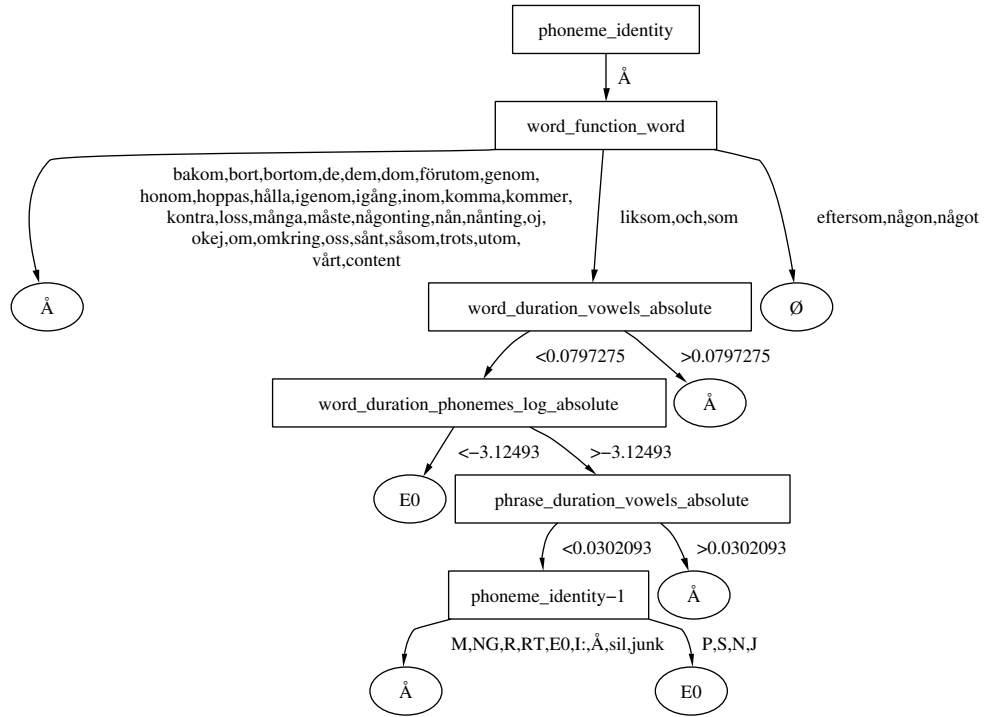 phoneme_identity
Å
word_function_word
bakom,bort,bortom,de,dem,dom,förutom,genom,
honom,hoppas,hålla,igenom,igång,inom,komma,kommer,
kontra,loss,många,måste,någonting,nån,nånting,oj,
okej,om,omkring,oss,sånt,såsom,trots,utom,
vårt,content
liksom,och,som
eftersom,någon,något
Å
word_duration_vowels_absolute
Ø
<0.0797275
>0.0797275
word_duration_phonemes_log_absolute
Å
<−3.12493
>−3.12493
E0
phrase_duration_vowels_absolute
<0.0302093
>0.0302093
phoneme_identity−1
Å
M,NG,R,RT,E0,I:,Å,sil,junk
P,S,N,J
Å
E0